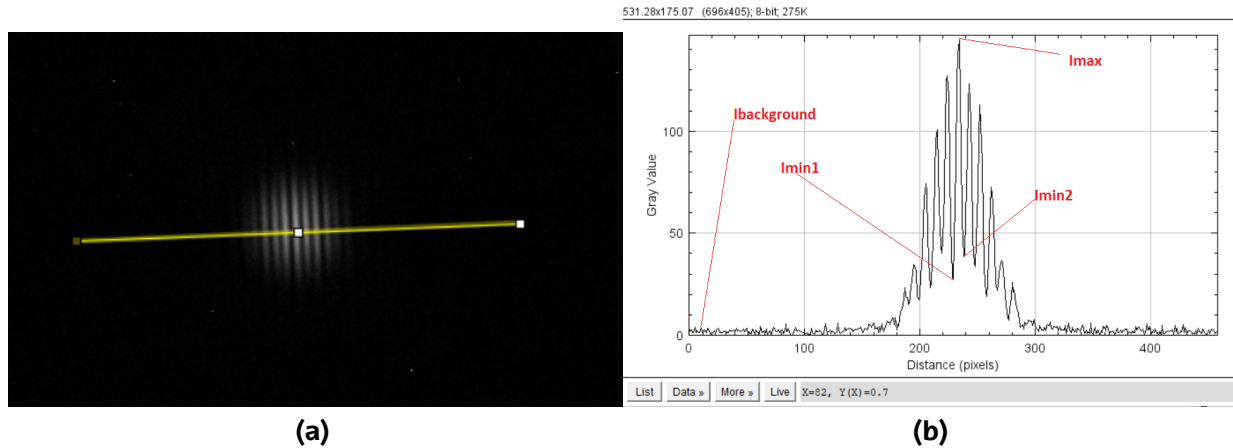 531.28x175.07 (696x405); 8-bit; 275K
Imax
Ibackground
Imin1
Imin2
100
50
0
Gray Value
0 100 200 300 400
Distance (pixels)
List Data » More » Live X=82, Y(X)=0.7
(a) (b)